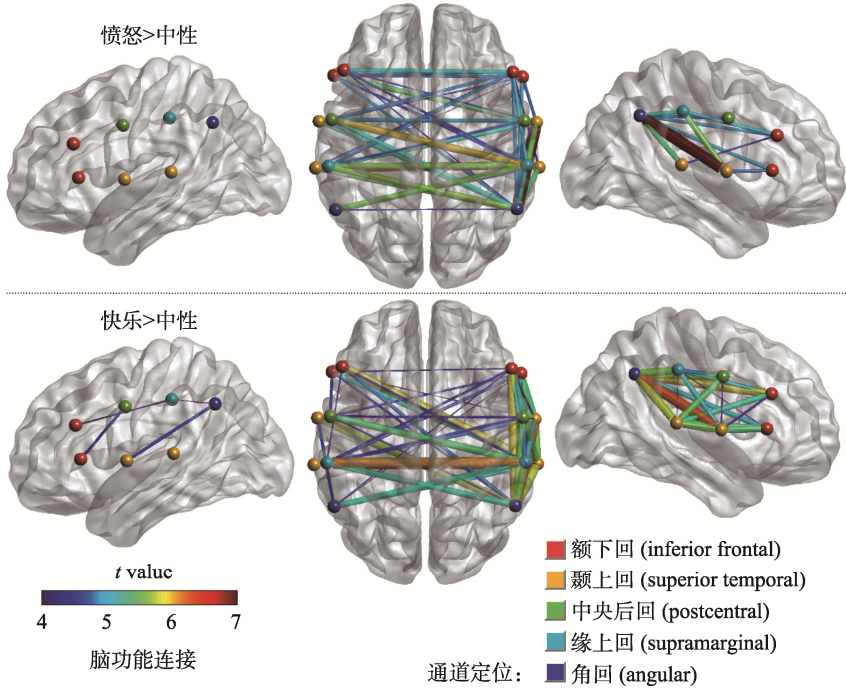 愤怒>中性
快乐>中性
t valuc
4 5 6 7
脑功能连接
通道定位：
额下回 (inferior frontal)
颞上回 (superior temporal)
中央后回 (postcentral)
缘上回 (supramarginal)
角回 (angular)